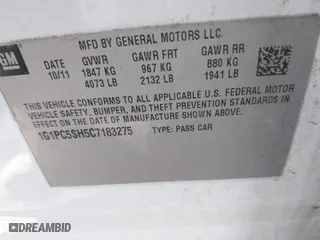 GM
MFD BY GENERAL MOTORS LLC
DATE GVWR GAWR FRT GAWR RR
10/11 1847 KG 967 KG 880 KG
4073 LB 2132 LB 1941 LB
THIS VEHICLE CONFORMS TO ALL APPLICABLE U.S. FEDERAL MOTOR
VEHICLE SAFETY, BUMPER, AND THEFT PREVENTION STANDARDS
IN EFFECT ON THE DATE OF MANUFACTURE SHOWN ABOVE.
1G1PC5SH5C7183275 TYPE: PASS CAR
DEALERSHIP
AUTOBIDMASTER